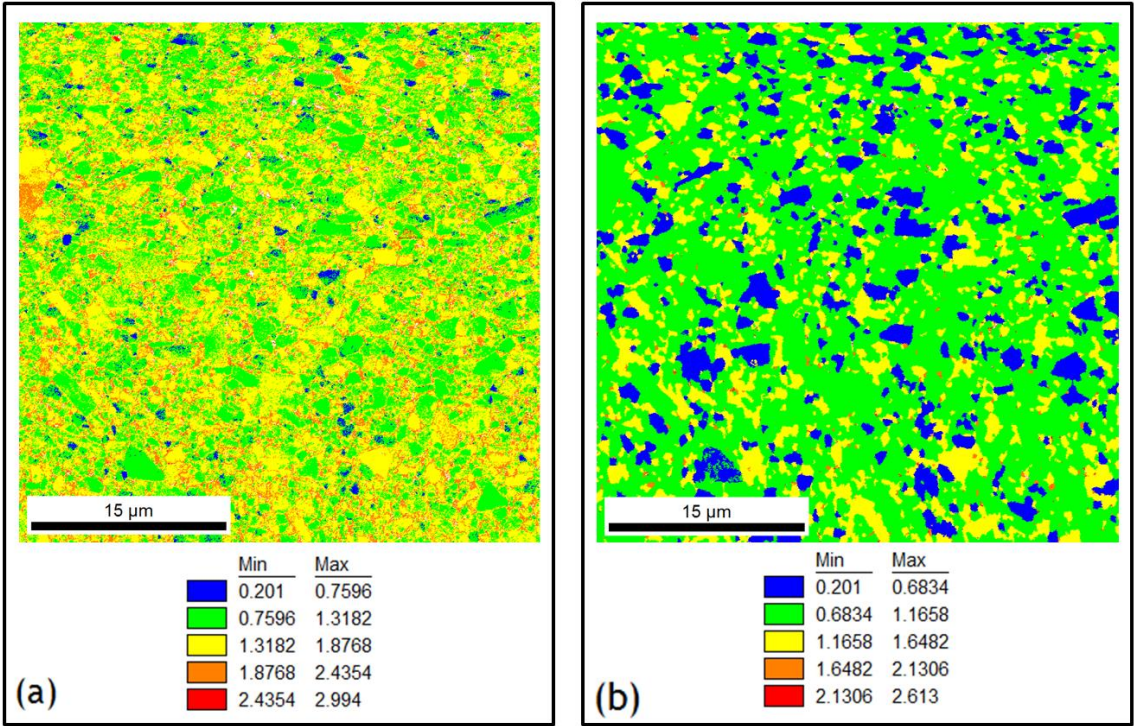 15 µm
Min Max
0.201 0.7596
0.7596 1.3182
1.3182 1.8768
1.8768 2.4354
2.4354 2.994
(a)
15 µm
Min Max
0.201 0.6834
0.6834 1.1658
1.1658 1.6482
1.6482 2.1306
2.1306 2.613
(b)